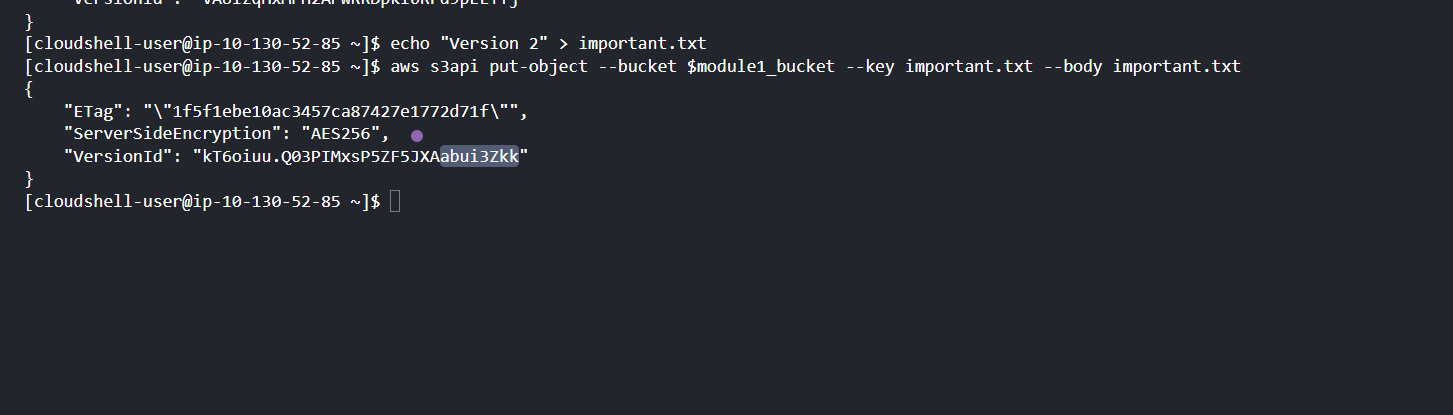 }
[cloudshell-user@ip-10-130-52-85 ~]$ echo "Version 2" > important.txt
[cloudshell-user@ip-10-130-52-85 ~]$ aws s3api put-object --bucket $module1_bucket --key important.txt --body important.txt
{
    "ETag": "\"1f5f1ebe10ac3457ca87427e1772d71f\"",
    "ServerSideEncryption": "AES256",
    "VersionId": "kT6oiuu.Q03PIMxsP5ZF5JXAabui3Zkk"
}
[cloudshell-user@ip-10-130-52-85 ~]$